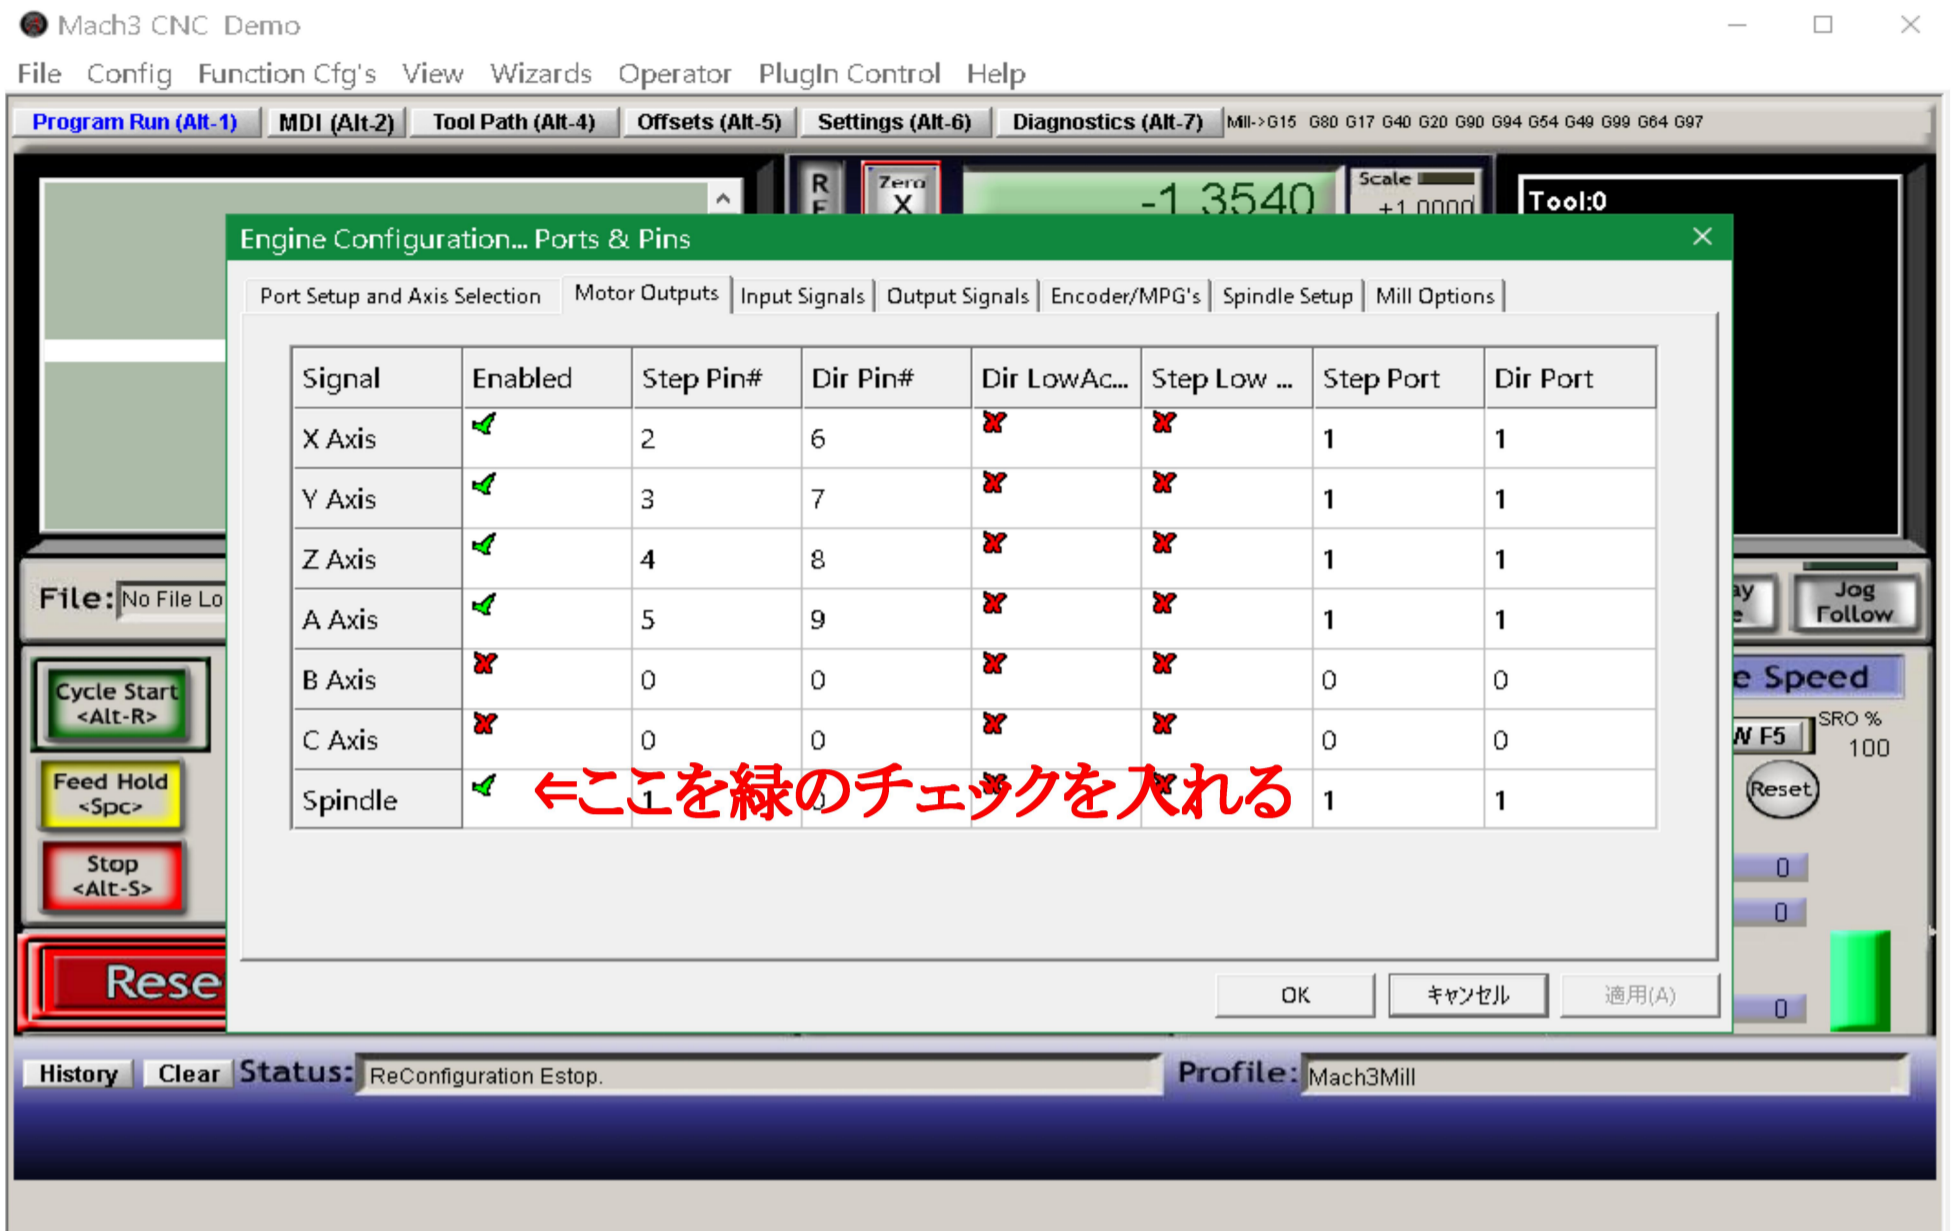 Mach3 CNC Demo
File Config Function Cfg's View Wizards Operator PlugIn Control Help
Program Run (Alt-1) MDI (Alt-2) Tool Path (Alt-4) Offsets (Alt-5) Settings (Alt-6) Diagnostics (Alt-7) Mill->G15 G80 G17 G40 G20 G90 G94 G54 G49 G99 G64 G97
Zero
X
-1.3540
Scale
+1.0000
Tool:0
Engine Configuration... Ports & Pins
Port Setup and Axis Selection Motor Outputs Input Signals Output Signals Encoder/MPG's Spindle Setup Mill Options
Signal Enabled Step Pin# Dir Pin# Dir LowAc... Step Low ... Step Port Dir Port
X Axis 2 6 1 1
Y Axis 3 7 1 1
Z Axis 4 8 1 1
A Axis 5 9 1 1
B Axis 0 0 0 0
C Axis 0 0 0 0
Spindle 1 0 1 1
⇐ここを緑のチェックを入れる
OK キャンセル 適用(A)
File: No File Lo
Jog
Follow
Cycle Start
<Alt-R>
Feed Hold
<Spc>
Stop
<Alt-S>
Rese
e Speed
W F5
SRO %
100
Reset
0
0
0
History Clear Status: ReConfiguration Estop. Profile: Mach3Mill